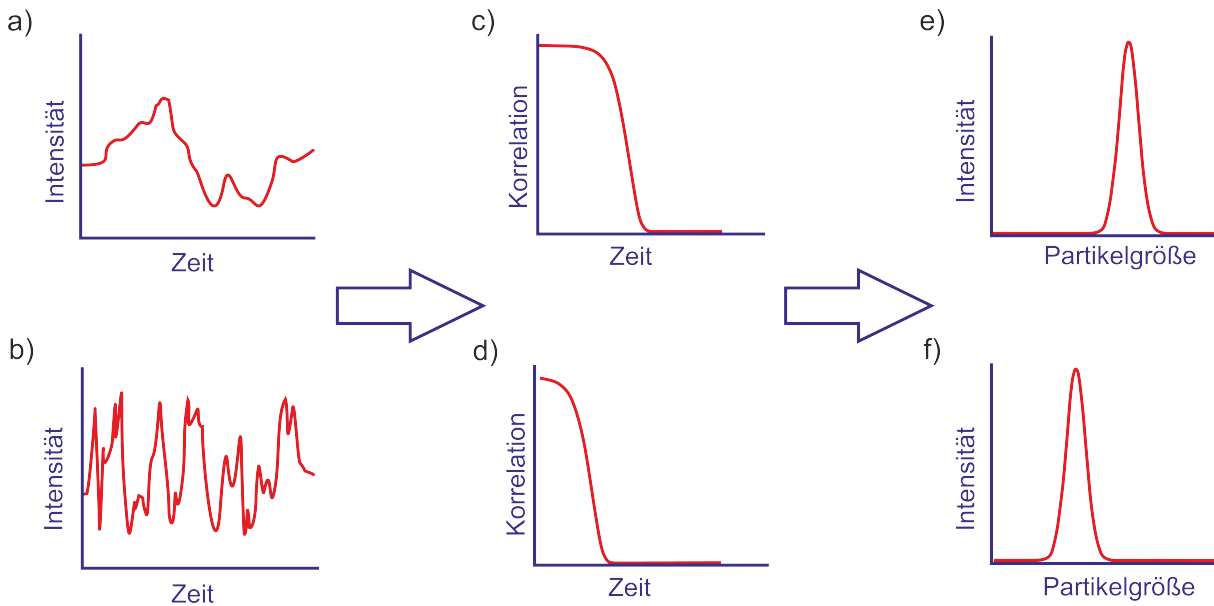 a)
Intensität
Zeit
b)
Intensität
Zeit
c)
Korrelation
Zeit
d)
Korrelation
Zeit
e)
Intensität
Partikelgröße
f)
Intensität
Partikelgröße